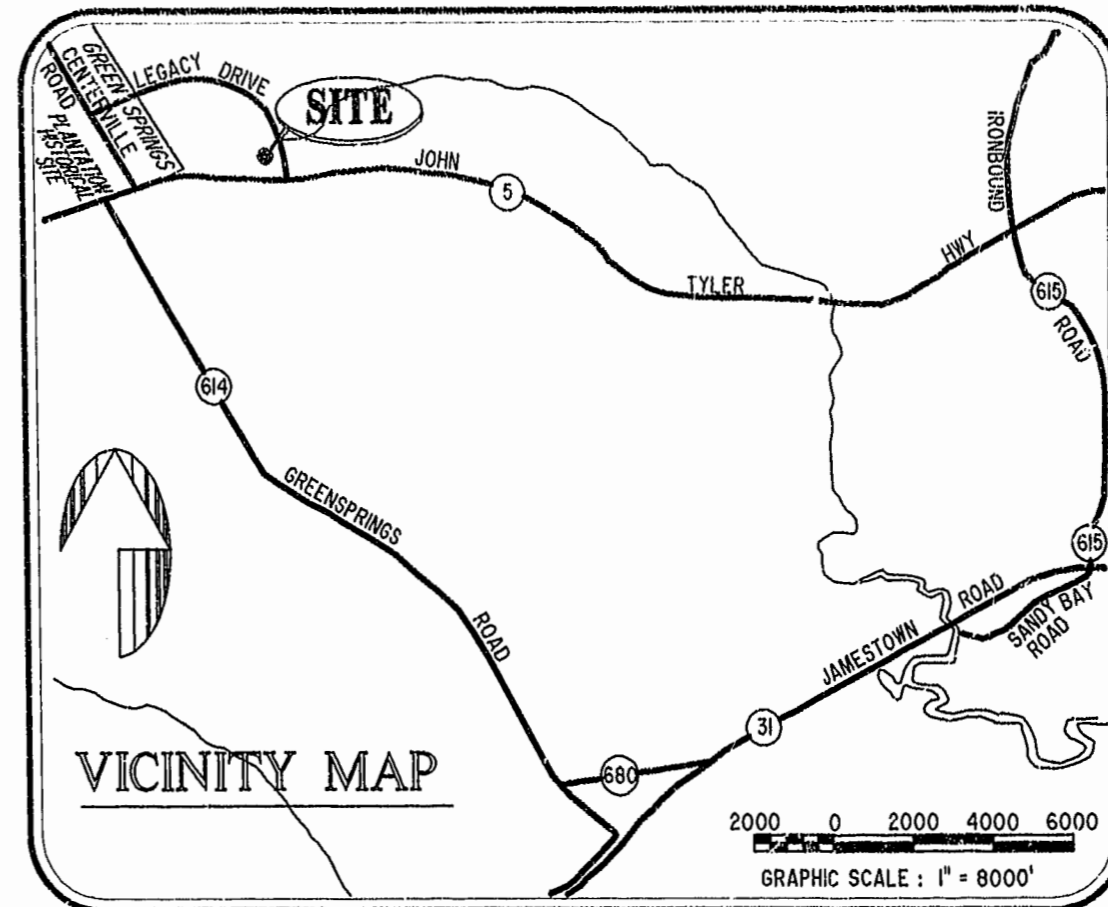 GREEN SPRINGS
PLANTATION
HISTORICAL
SITE
CENTERVILLE
ROAD
LEGACY DRIVE
SITE
JOHN
5
TYLER
HWY
IRONBOUND
615
ROAD
614
GREENSPRINGS
ROAD
615
JAMESTOWN
ROAD
SANDY BAY
ROAD
31
680
VICINITY MAP
2000 0 2000 4000 6000
GRAPHIC SCALE : 1" = 8000'